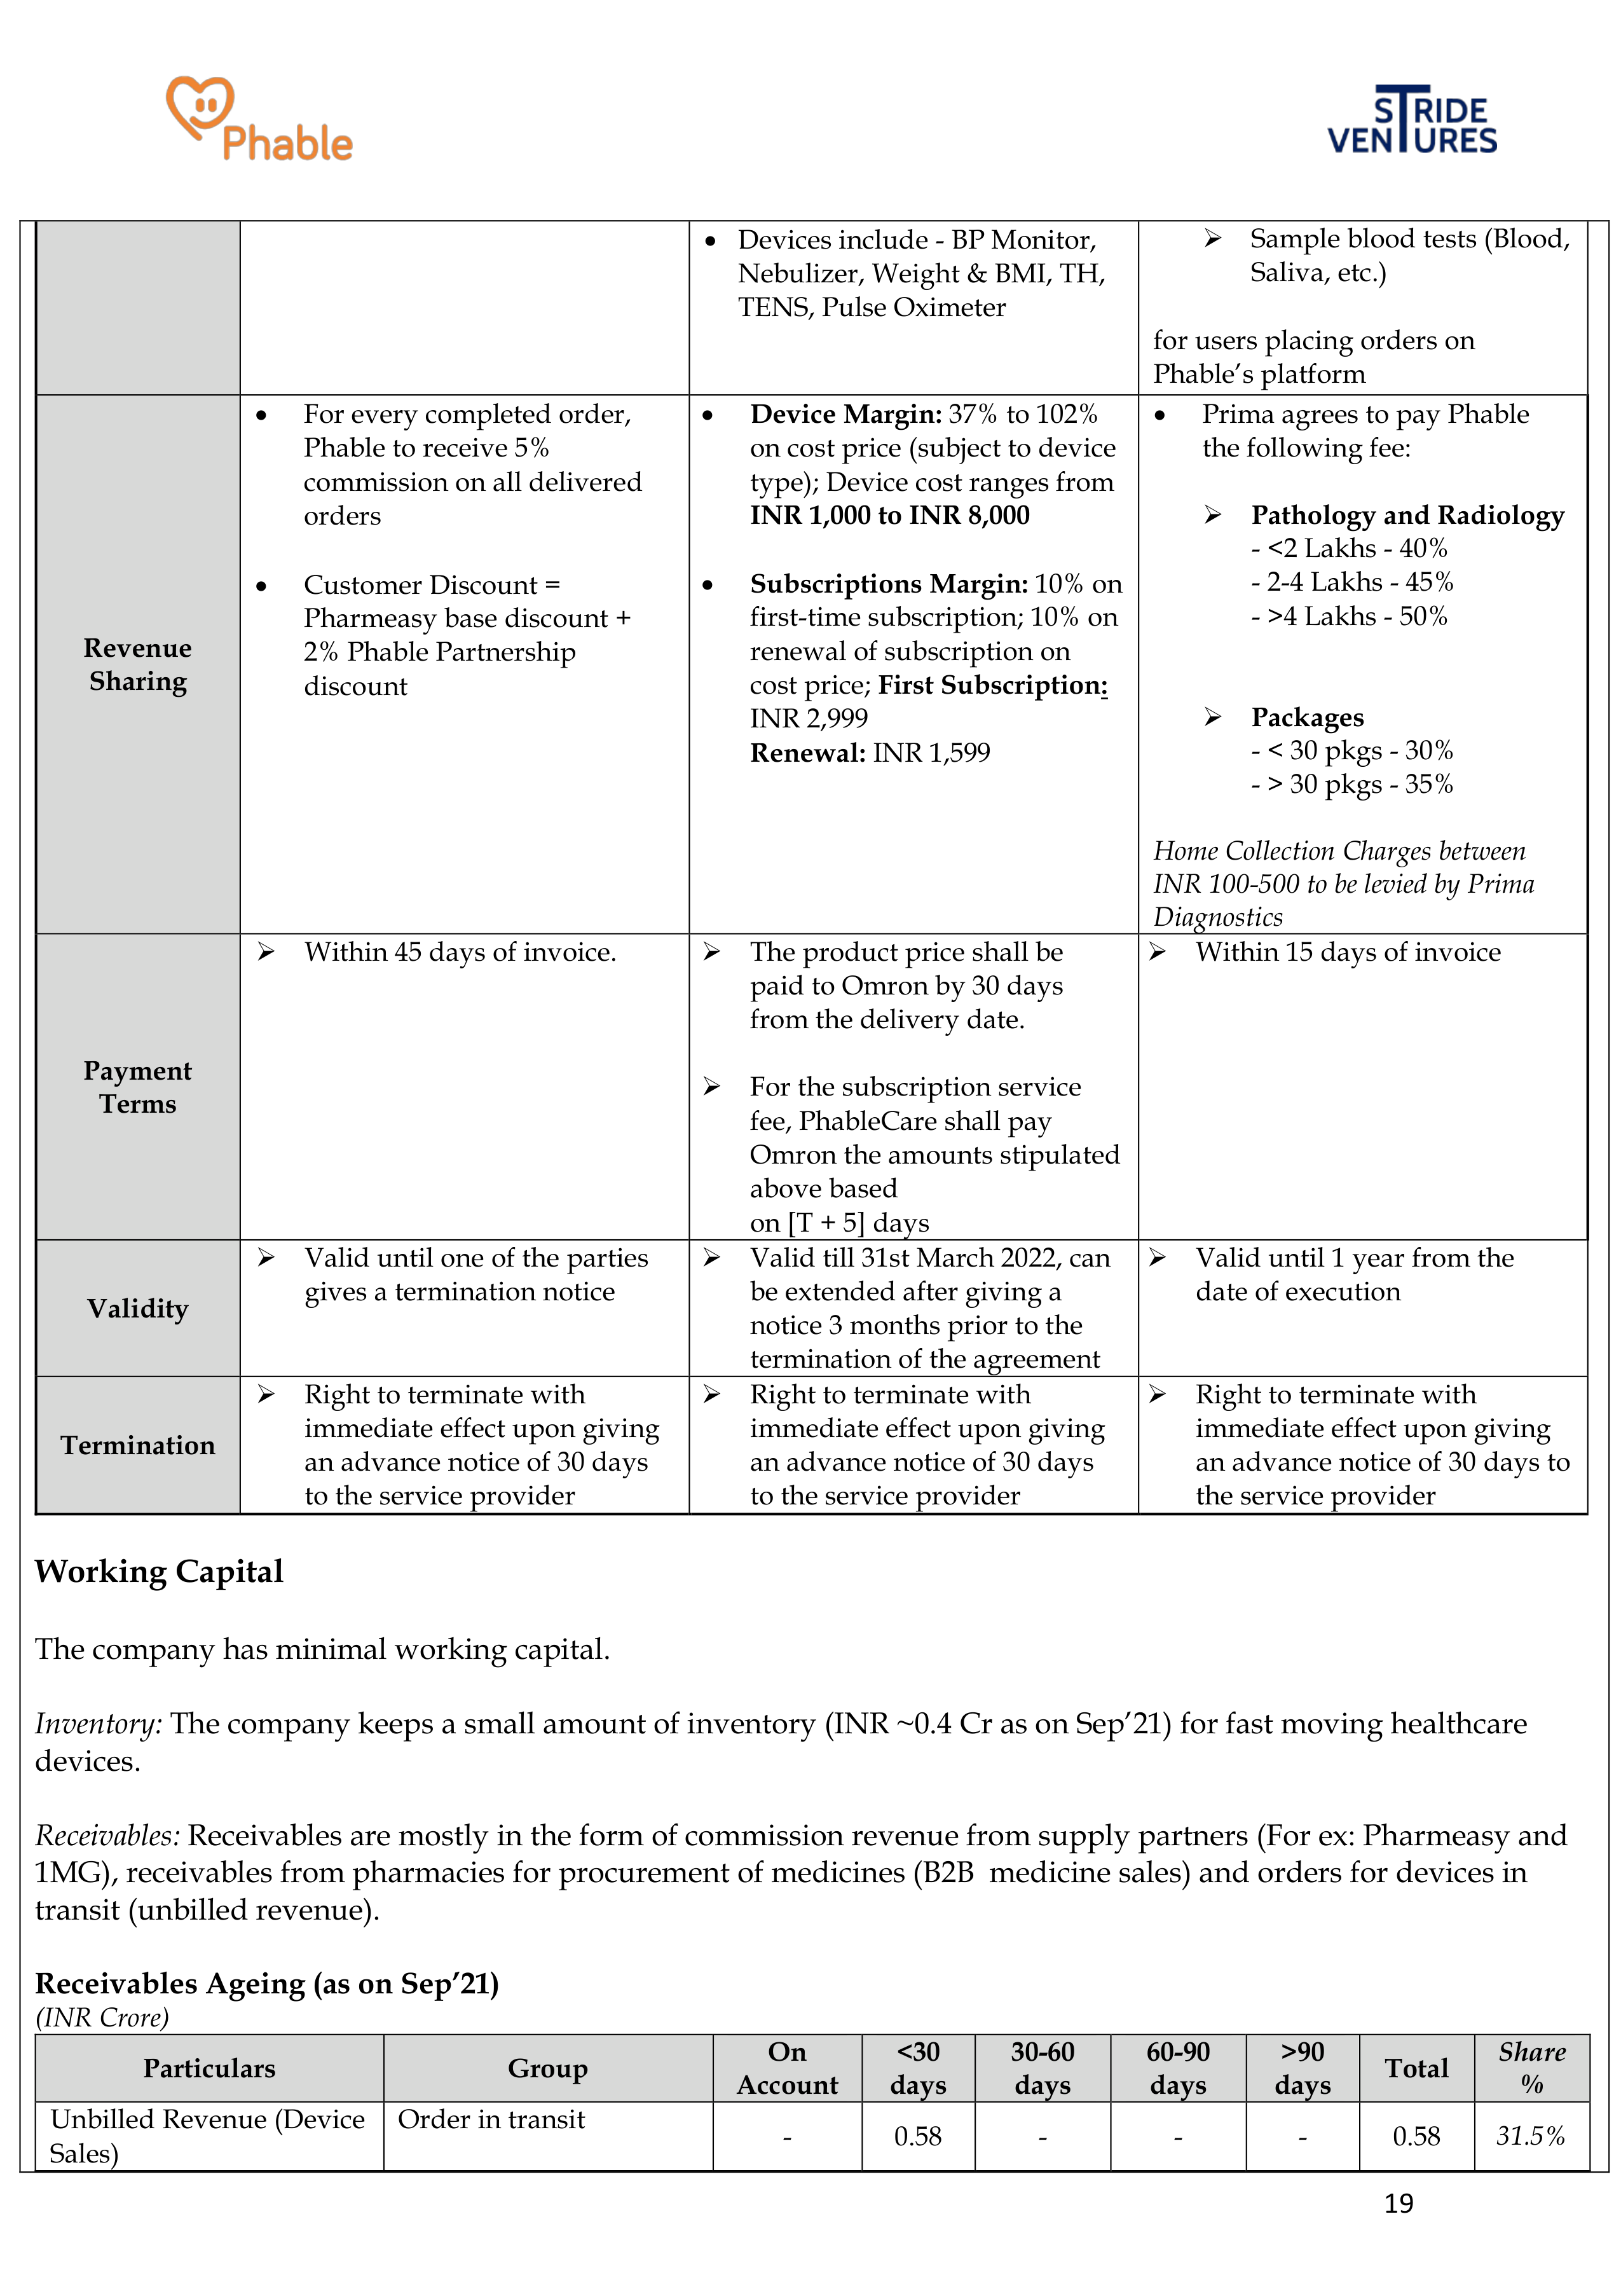 Phable
STRIDE
VENTURES
• Devices include - BP Monitor,
Nebulizer, Weight & BMI, TH,
TENS, Pulse Oximeter
➢ Sample blood tests (Blood,
Saliva, etc.)
for users placing orders on
Phable’s platform
Revenue
Sharing
• For every completed order,
Phable to receive 5%
commission on all delivered
orders
• Customer Discount =
Pharmeasy base discount +
2% Phable Partnership
discount
• Device Margin: 37% to 102%
on cost price (subject to device
type); Device cost ranges from
INR 1,000 to INR 8,000
• Subscriptions Margin: 10% on
first-time subscription; 10% on
renewal of subscription on
cost price; First Subscription:
INR 2,999
Renewal: INR 1,599
• Prima agrees to pay Phable
the following fee:
➢ Pathology and Radiology
- <2 Lakhs - 40%
- 2-4 Lakhs - 45%
- >4 Lakhs - 50%
➢ Packages
- < 30 pkgs - 30%
- > 30 pkgs - 35%
Home Collection Charges between
INR 100-500 to be levied by Prima
Diagnostics
Payment
Terms
➢ Within 45 days of invoice.
➢ The product price shall be
paid to Omron by 30 days
from the delivery date.
➢ For the subscription service
fee, PhableCare shall pay
Omron the amounts stipulated
above based
on [T + 5] days
➢ Within 15 days of invoice
Validity
➢ Valid until one of the parties
gives a termination notice
➢ Valid till 31st March 2022, can
be extended after giving a
notice 3 months prior to the
termination of the agreement
➢ Valid until 1 year from the
date of execution
Termination
➢ Right to terminate with
immediate effect upon giving
an advance notice of 30 days
to the service provider
➢ Right to terminate with
immediate effect upon giving
an advance notice of 30 days
to the service provider
➢ Right to terminate with
immediate effect upon giving
an advance notice of 30 days to
the service provider
Working Capital
The company has minimal working capital.
Inventory: The company keeps a small amount of inventory (INR ~0.4 Cr as on Sep’21) for fast moving healthcare
devices.
Receivables: Receivables are mostly in the form of commission revenue from supply partners (For ex: Pharmeasy and
1MG), receivables from pharmacies for procurement of medicines (B2B medicine sales) and orders for devices in
transit (unbilled revenue).
Receivables Ageing (as on Sep’21)
(INR Crore)
Particulars Group On Account <30 days 30-60 days 60-90 days >90 days Total Share %
Unbilled Revenue (Device Sales) Order in transit - 0.58 - - - 0.58 31.5%
19